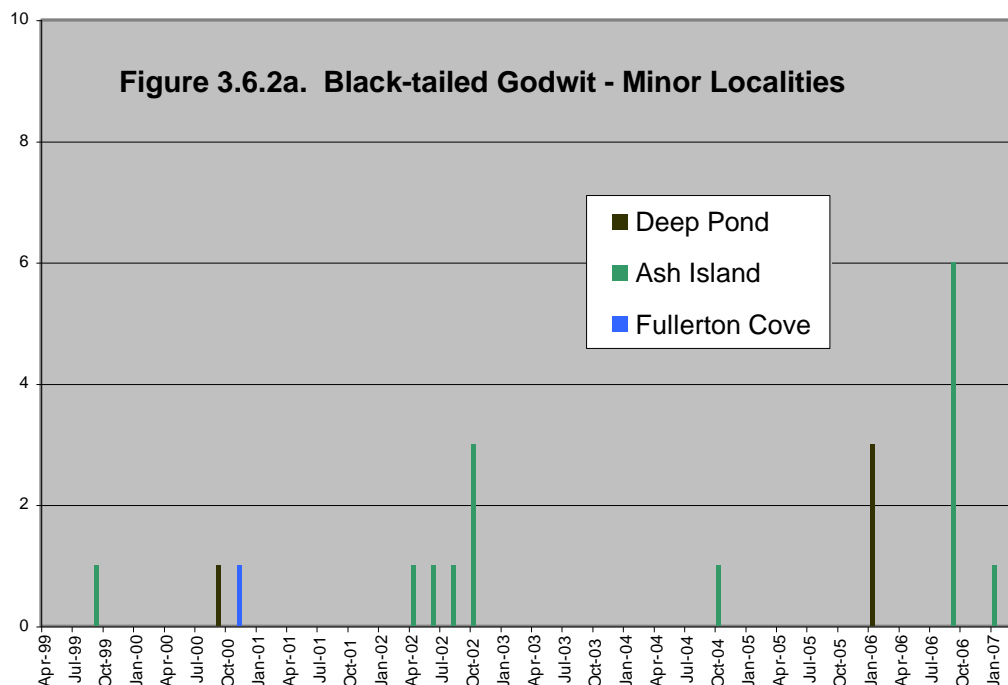 Figure 3.6.2a. Black-tailed Godwit - Minor Localities
10
8
6
4
2
0
Deep Pond
Ash Island
Fullerton Cove
Apr-99
Jul-99
Oct-99
Jan-00
Apr-00
Jul-00
Oct-00
Jan-01
Apr-01
Jul-01
Oct-01
Jan-02
Apr-02
Jul-02
Oct-02
Jan-03
Apr-03
Jul-03
Oct-03
Jan-04
Apr-04
Jul-04
Oct-04
Jan-05
Apr-05
Jul-05
Oct-05
Jan-06
Apr-06
Jul-06
Oct-06
Jan-07